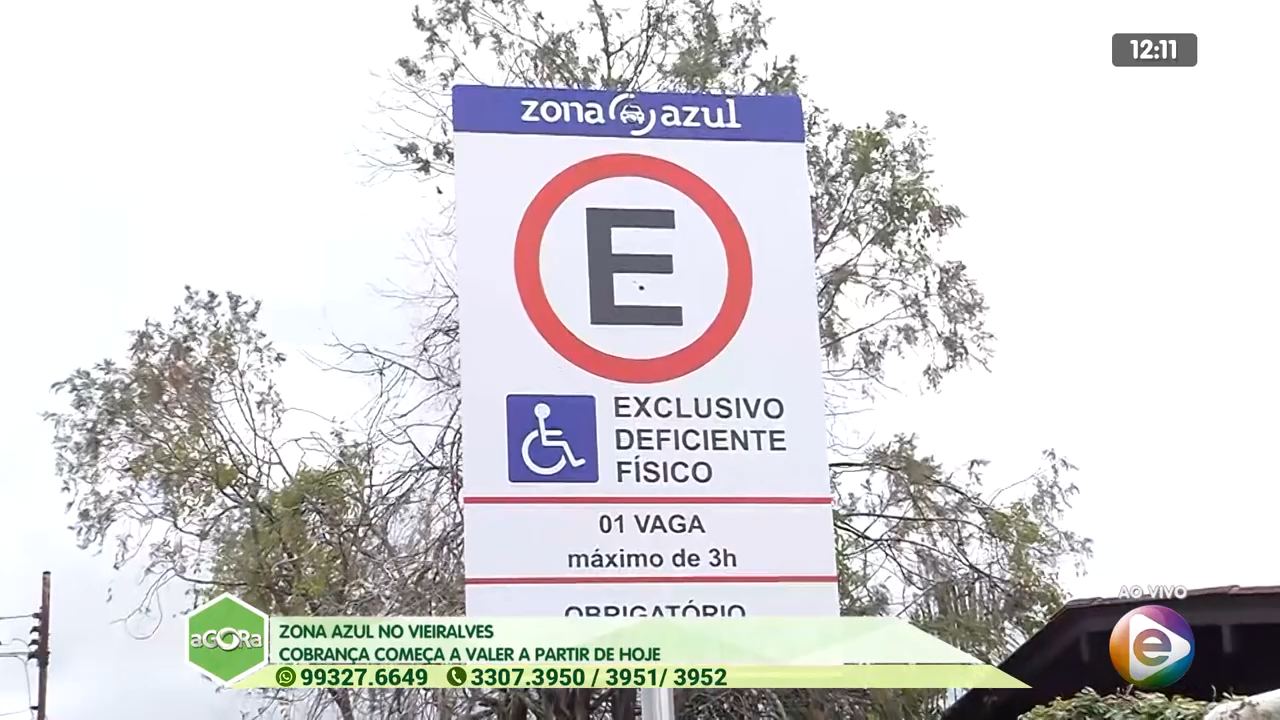 12:11
zona azul
E
EXCLUSIVO
DEFICIENTE
FÍSICO
01 VAGA
máximo de 3h
OBRIGATÓRIO
AO VIVO
e
aGORa
ZONA AZUL NO VIEIRALVES
COBRANÇA COMEÇA A VALER A PARTIR DE HOJE
99327.6649 3307.3950 / 3951/ 3952